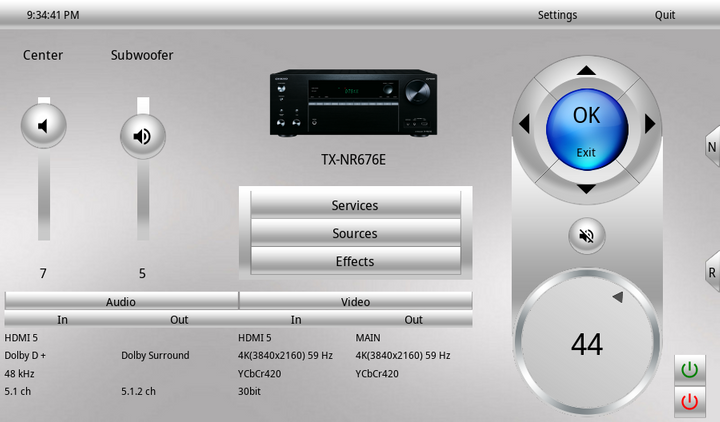 9:34:41 PM
Settings
Quit
Center
Subwoofer
ONKYO
TX-NR676E
OK
Exit
N
Services
Sources
Effects
R
7
5
44
Audio
Video
In
Out
In
Out
HDMI 5
HDMI 5
MAIN
Dolby D +
Dolby Surround
4K(3840x2160) 59 Hz
4K(3840x2160) 59 Hz
48 kHz
YCbCr420
YCbCr420
5.1 ch
5.1.2 ch
30bit